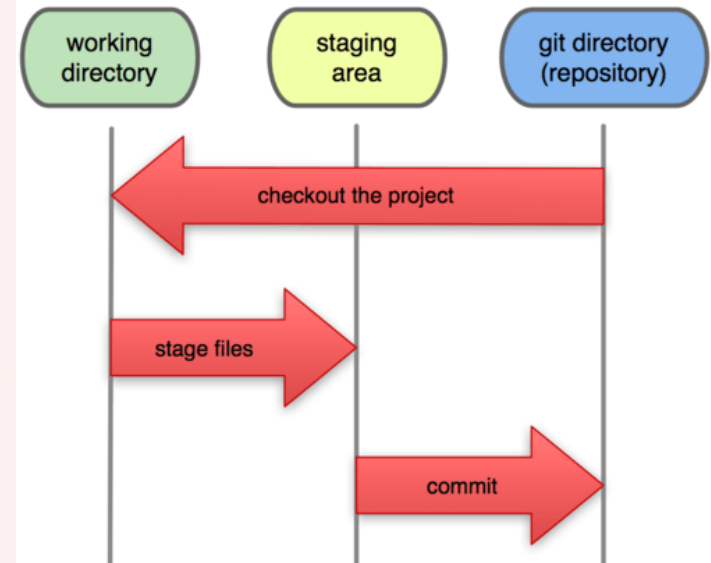 working
directory
staging
area
git directory
(repository)
checkout the project
stage files
commit